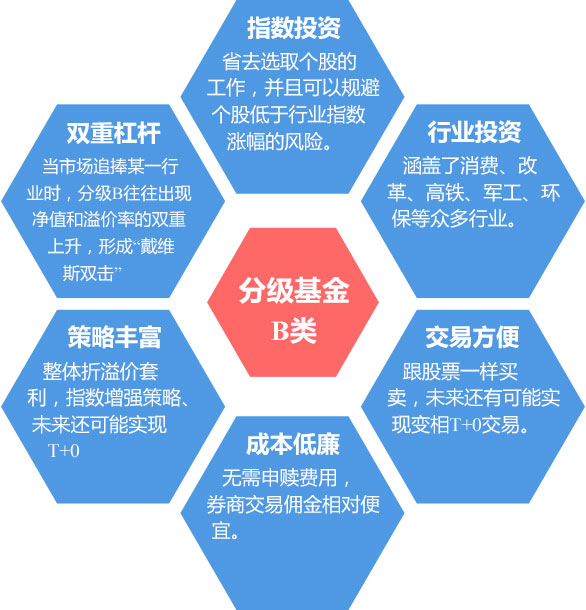 指数投资
省去选取个股的
工作，并且可以规避
个股低于行业指数
涨幅的风险。
双重杠杆
当市场追捧某一行
业时，分级B往往出现
净值和溢价率的双重
上升，形成“戴维
斯双击”
行业投资
涵盖了消费、改
革、高铁、军工、环
保等众多行业。
分级基金
B类
策略丰富
整体折溢价套
利，指数增强策略、
未来还可能实现
T+0
交易方便
跟股票一样买
卖，未来还有可能实
现变相T+0交易。
成本低廉
无需申赎费用，
券商交易佣金相对便
宜。